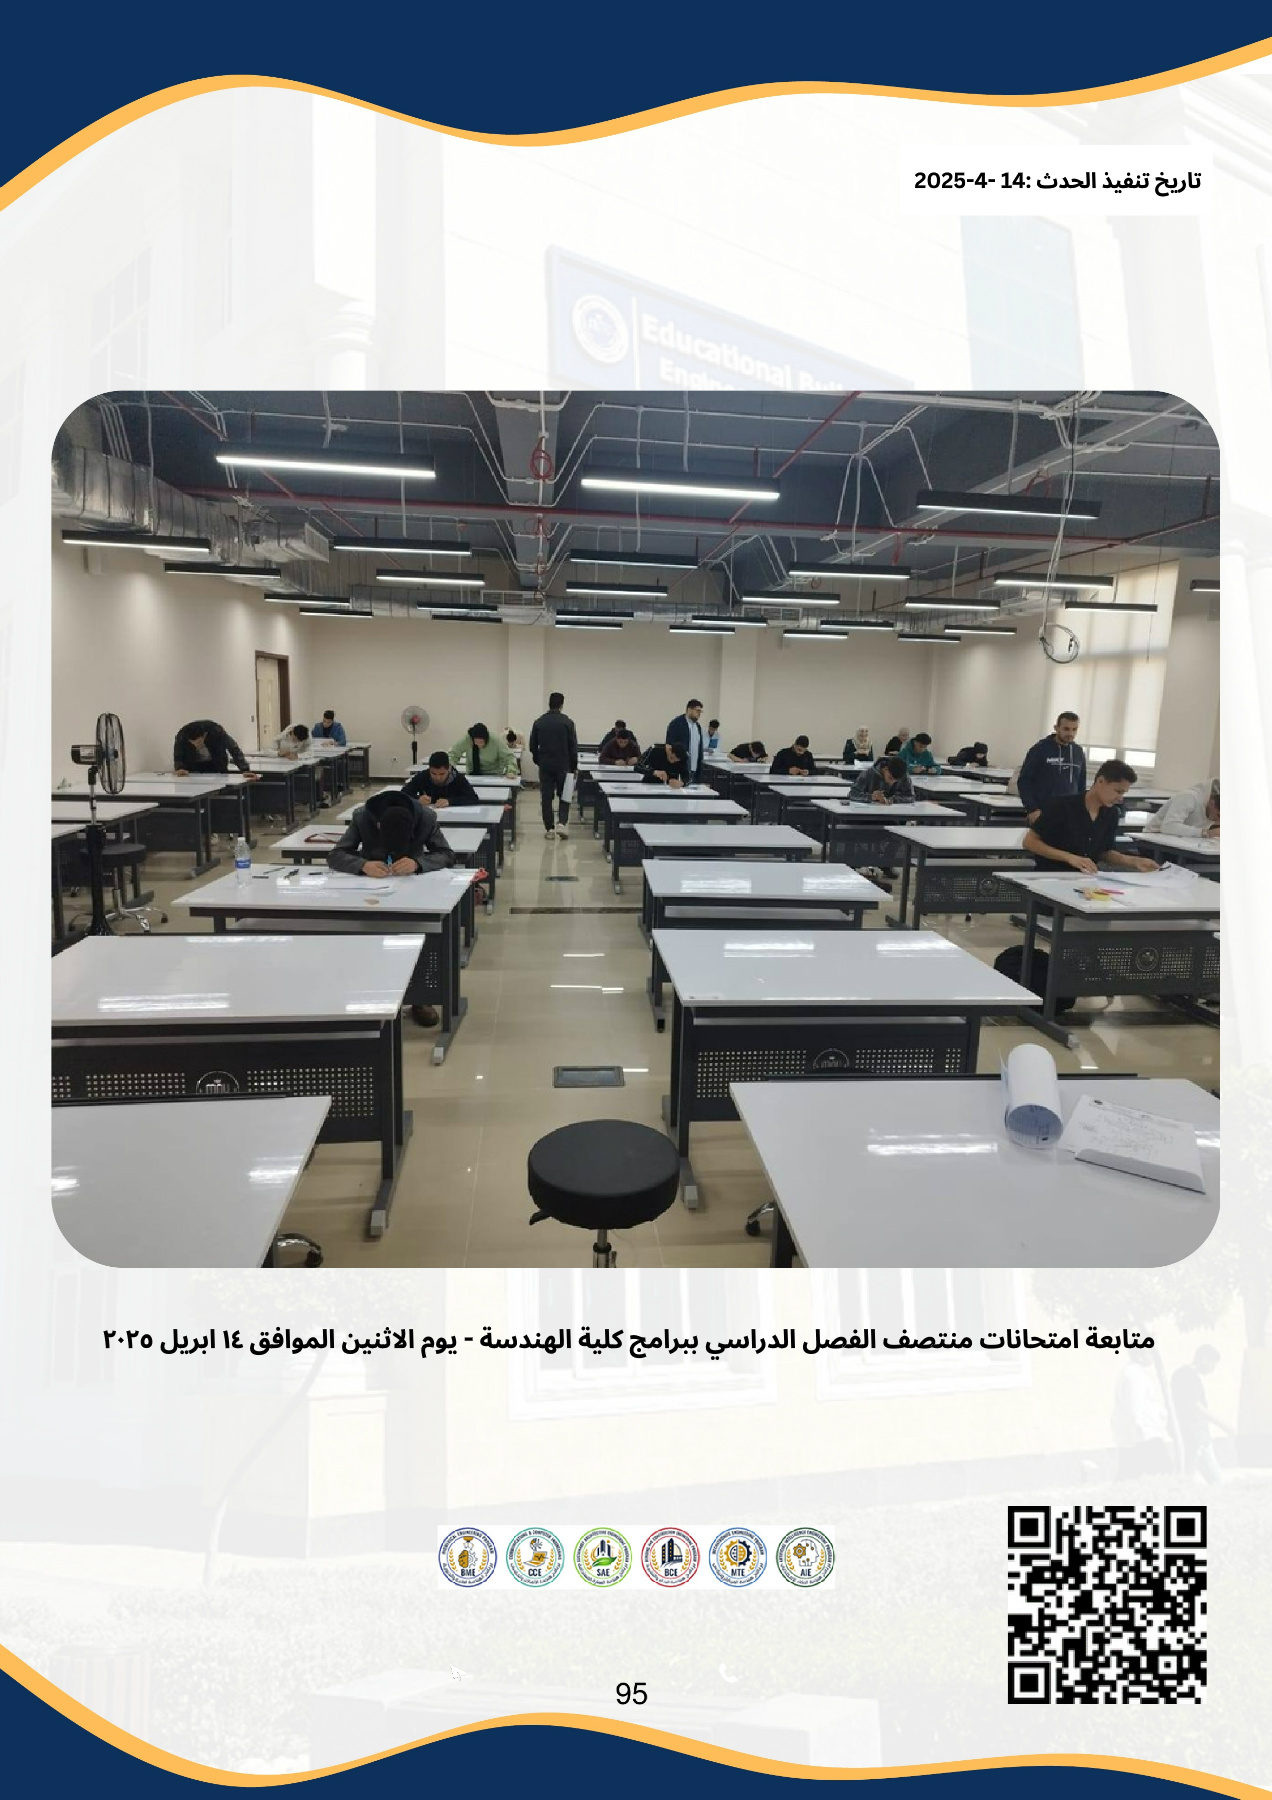 تاريخ تنفيذ الحدث :14 -4-2025
Educational
متابعة امتحانات منتصف الفصل الدراسي ببرامج كلية الهندسة - يوم الاثنين الموافق ١٤ ابريل ٢٠٢٥
BME
CCE
SAE
BCE
MTE
AIE
95